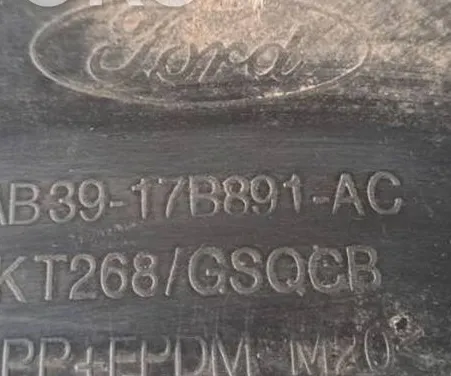 Ford
AB39-17B891-AC
KT268/GSQCB
PP+EPDM M20